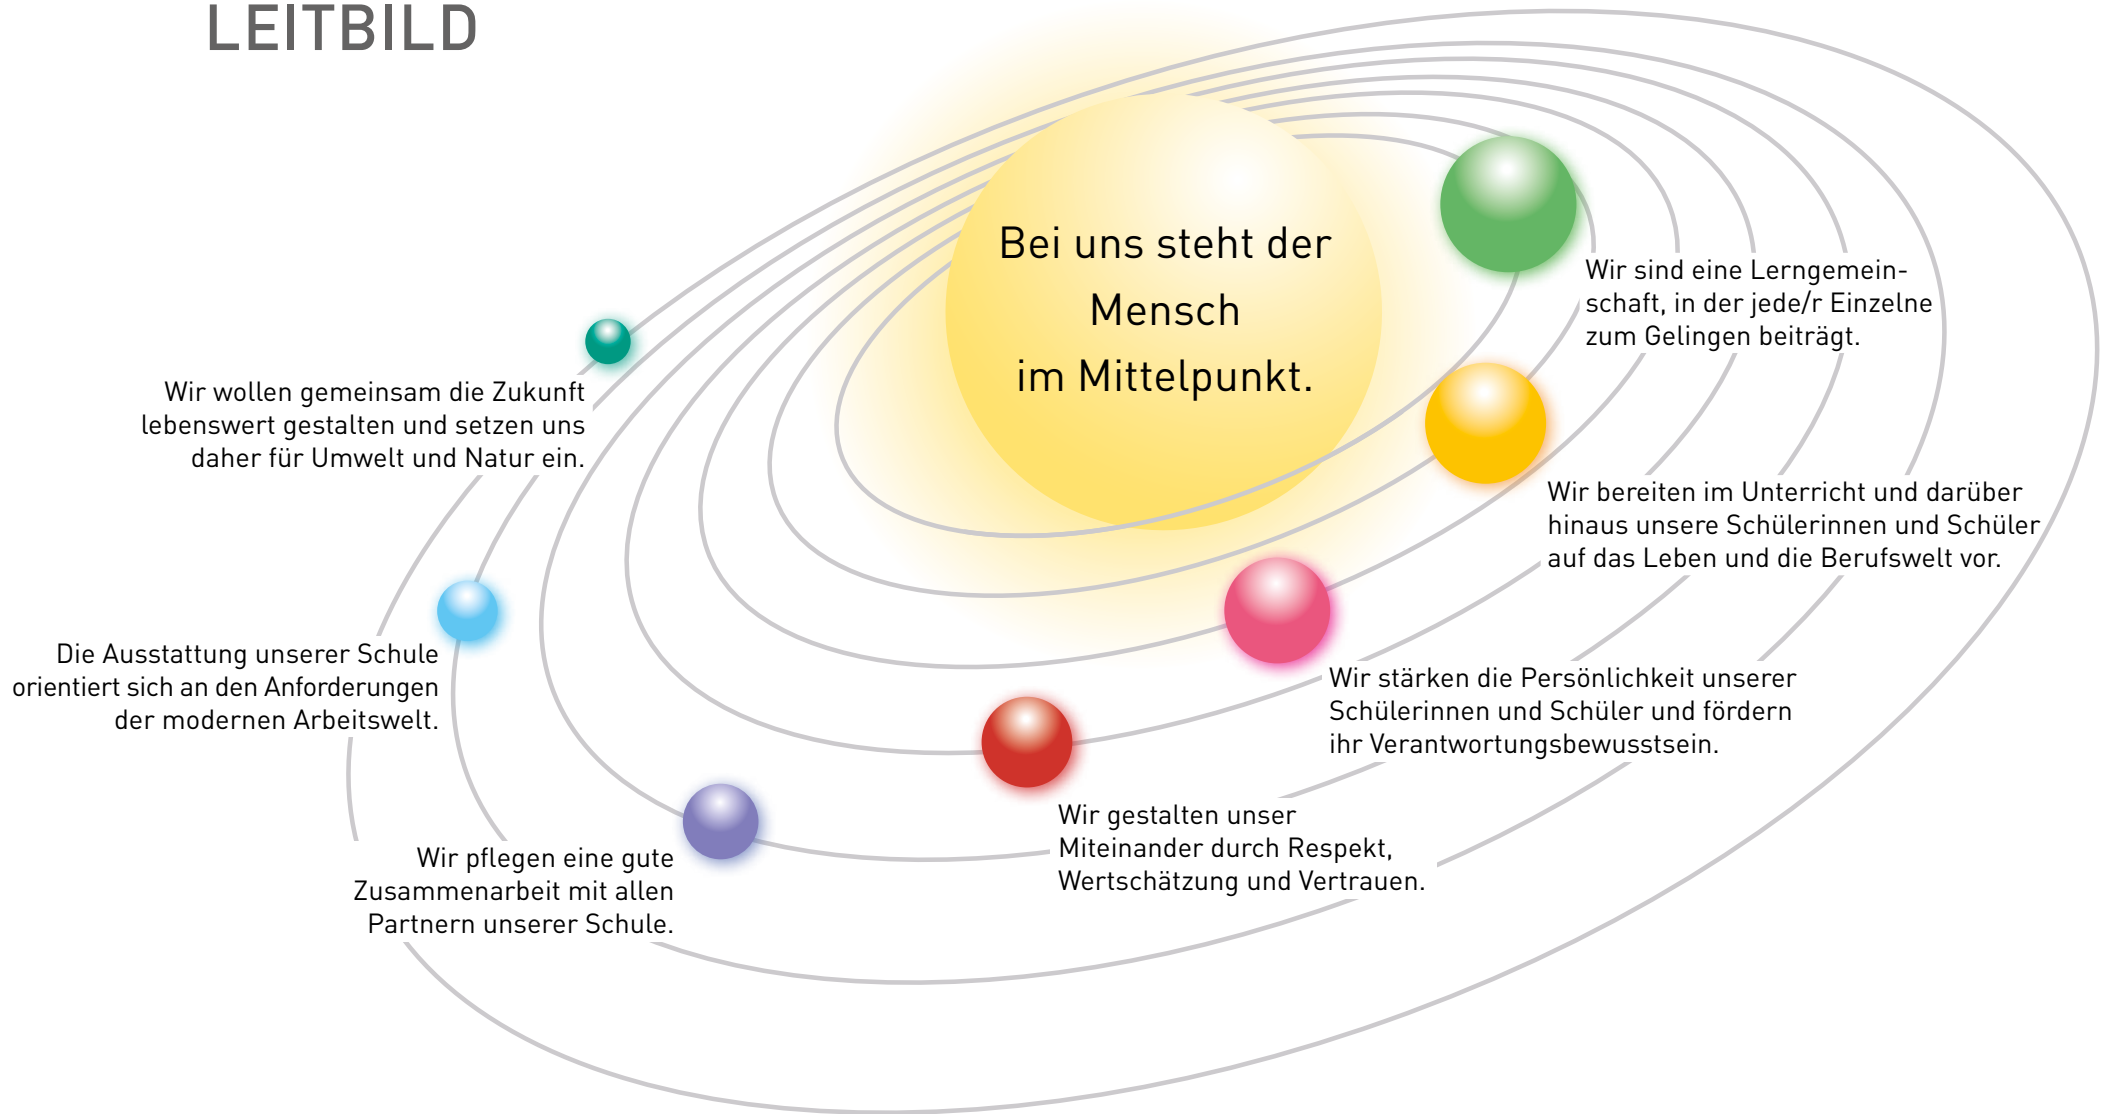 LEITBILD
Bei uns steht der
Mensch
im Mittelpunkt.
Wir sind eine Lerngemein-
schaft, in der jede/r Einzelne
zum Gelingen beiträgt.
Wir bereiten im Unterricht und darüber
hinaus unsere Schülerinnen und Schüler
auf das Leben und die Berufswelt vor.
Wir stärken die Persönlichkeit unserer
Schülerinnen und Schüler und fördern
ihr Verantwortungsbewusstsein.
Wir gestalten unser
Miteinander durch Respekt,
Wertschätzung und Vertrauen.
Wir pflegen eine gute
Zusammenarbeit mit allen
Partnern unserer Schule.
Die Ausstattung unserer Schule
orientiert sich an den Anforderungen
der modernen Arbeitswelt.
Wir wollen gemeinsam die Zukunft
lebenswert gestalten und setzen uns
daher für Umwelt und Natur ein.